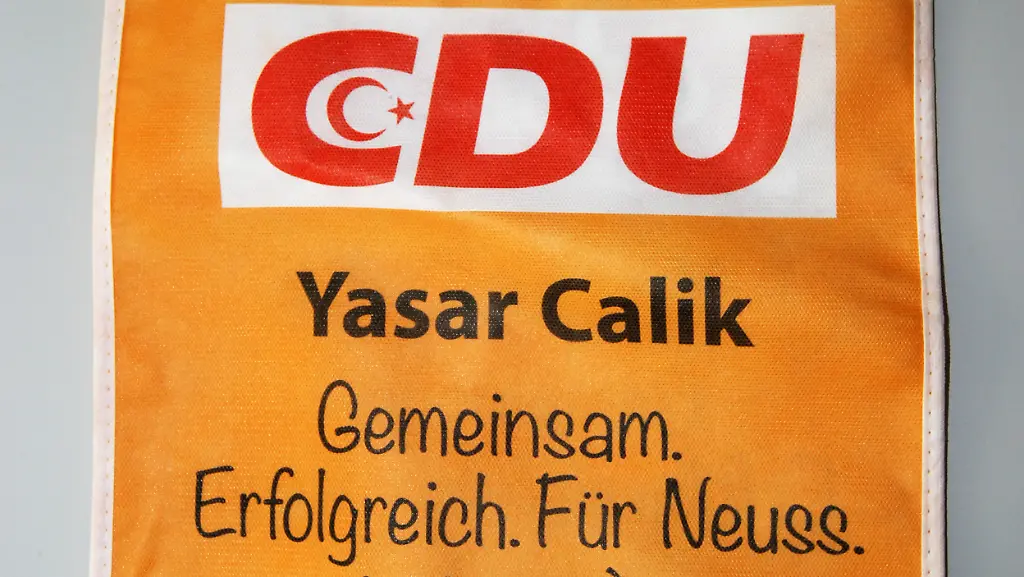 CDU
Yasar Calik
Gemeinsam.
Erfolgreich. Für Neuss.